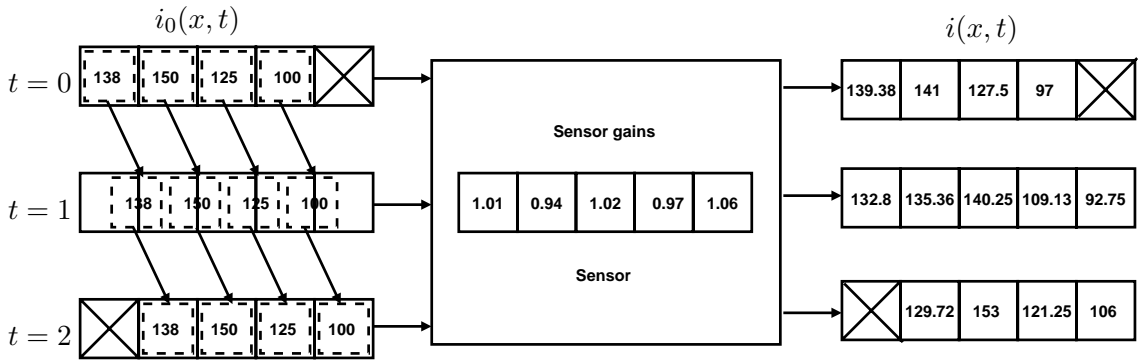 i₀(x, t)
i(x, t)
t = 0
138 150 125 100
139.38 141 127.5 97
Sensor gains
t = 1
138 150 125 100
1.01 0.94 1.02 0.97 1.06
132.8 135.36 140.25 109.13 92.75
Sensor
t = 2
138 150 125 100
129.72 153 121.25 106